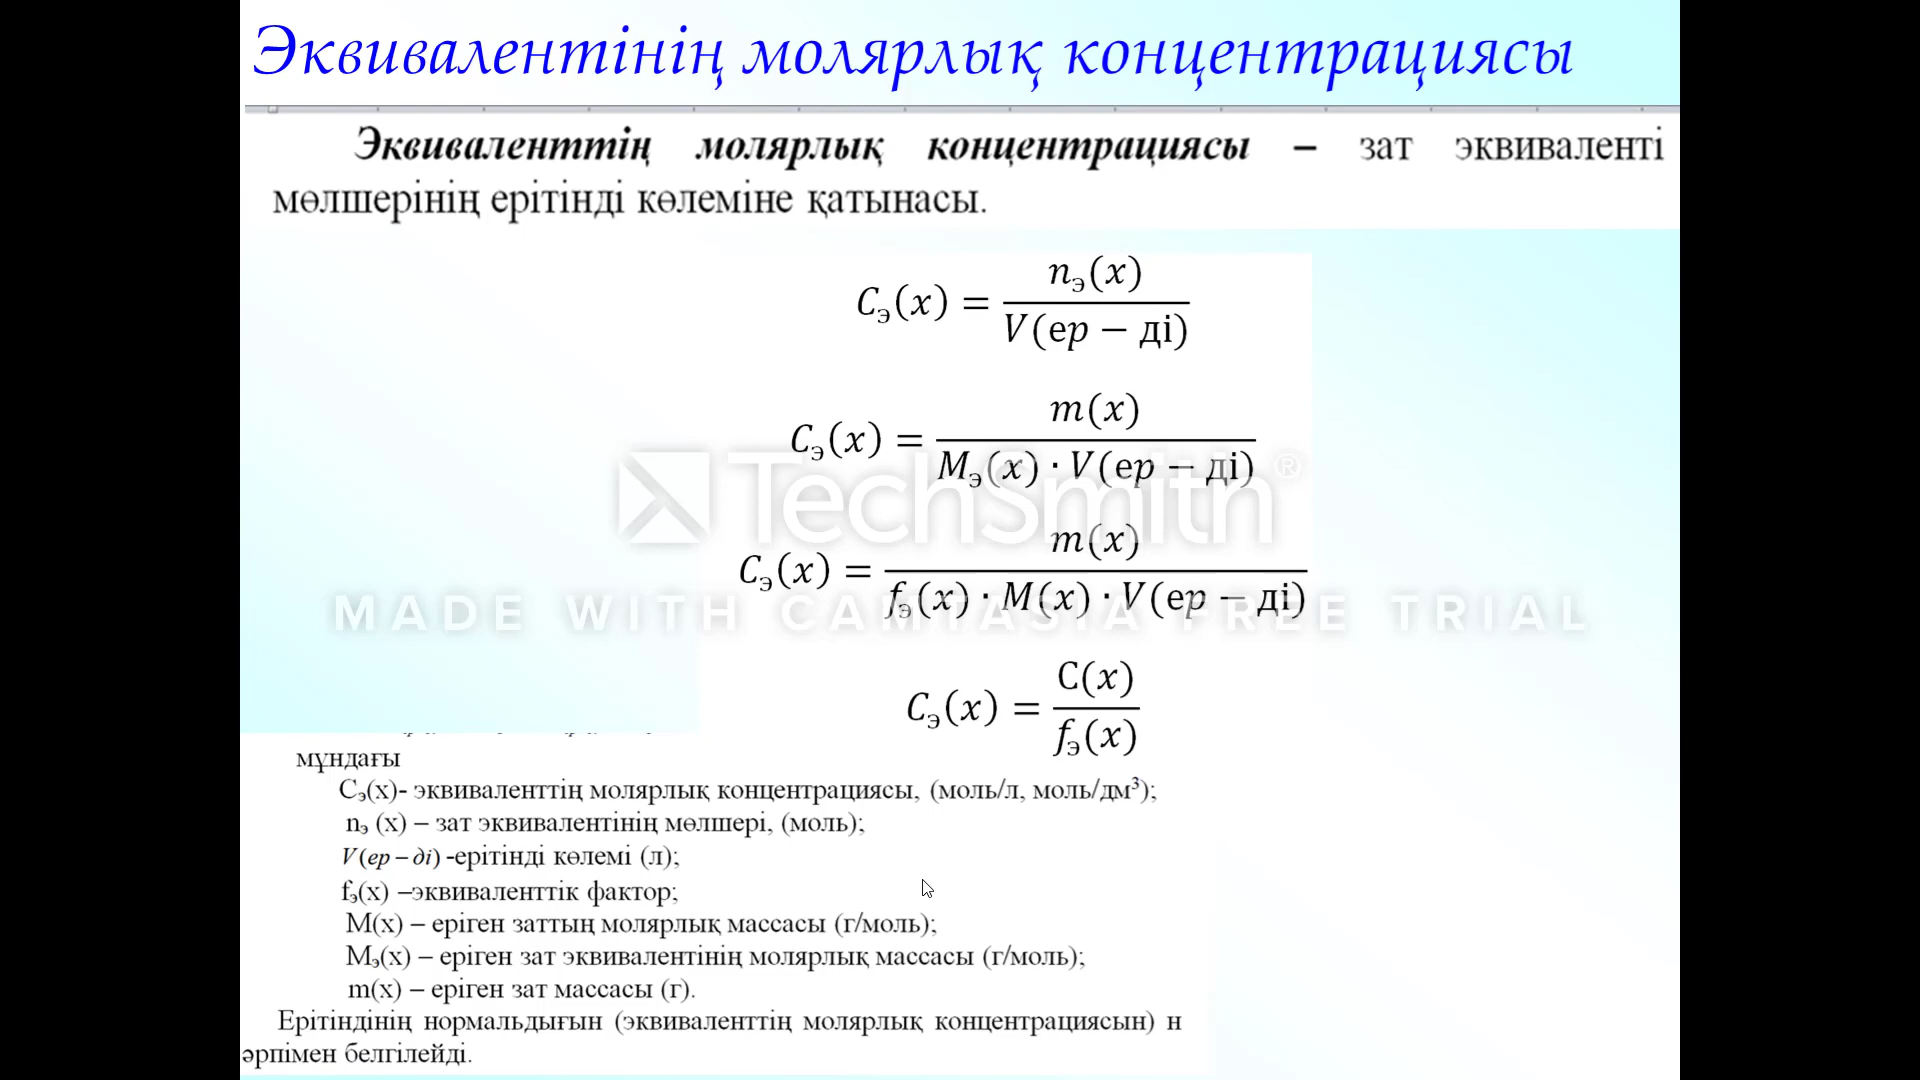 Эквивалентінің молярлық концентрациясы
Эквиваленттің молярлық концентрациясы – зат эквиваленті
мөлшерінің ерітінді көлеміне қатынасы.
Cэ(x) = nэ(x) / V(ер − ді)
Cэ(x) = m(x) / Mэ(x) · V(ер − ді)
TechSmith®
Cэ(x) = m(x) / fэ(x) · M(x) · V(ер − ді)
MADE WITH CAMTASIA FREE TRIAL
Cэ(x) = C(x) / fэ(x)
мұндағы
Cэ(x)- эквиваленттің молярлық концентрациясы, (моль/л, моль/дм³);
nэ (x) – зат эквивалентінің мөлшері, (моль);
V(ер – ді) -ерітінді көлемі (л);
fэ(x) –эквиваленттік фактор;
M(x) – еріген заттың молярлық массасы (г/моль);
Mэ(x) – еріген зат эквивалентінің молярлық массасы (г/моль);
m(x) – еріген зат массасы (г).
Ерітіндінің нормальдығын (эквиваленттің молярлық концентрациясын) н
әрпімен белгілейді.